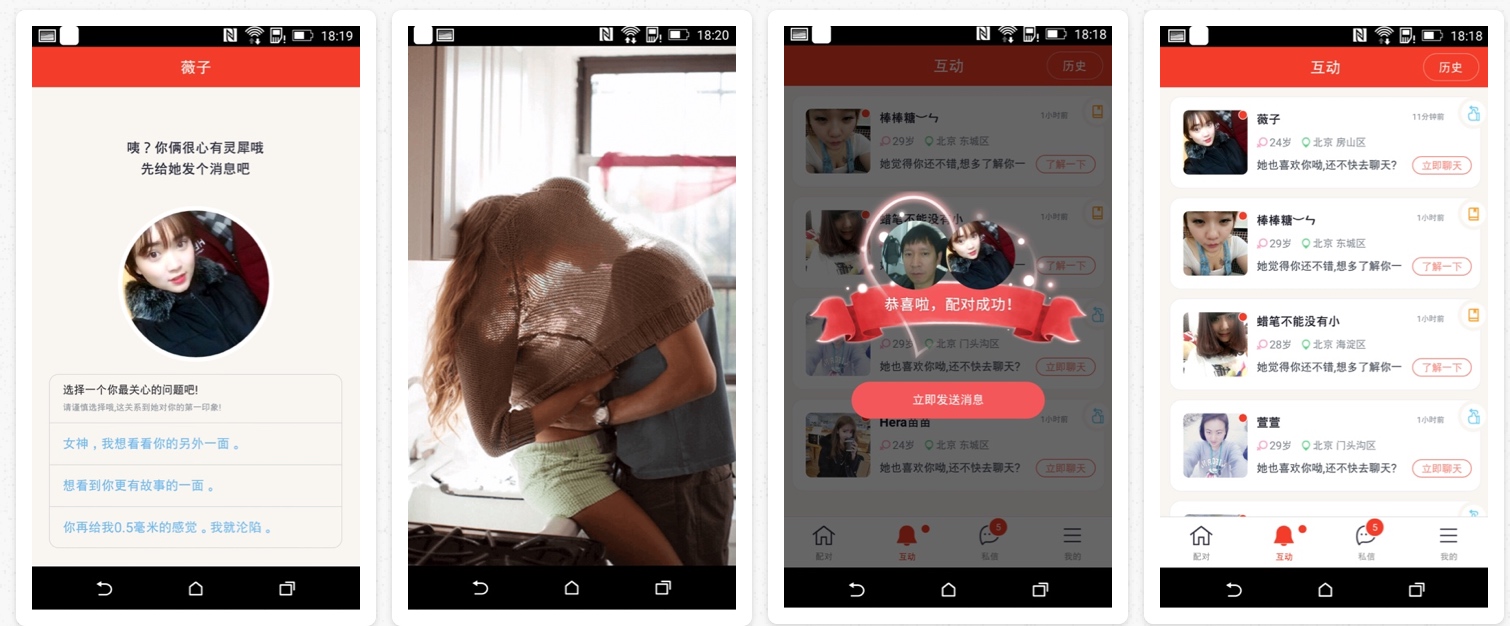 18:19
薇子
咦？你俩很心有灵犀哦
先给她发个消息吧
选择一个你最关心的问题吧!
请谨慎选择哦,这关系到她对你的第一印象!
女神，我想看看你的另外一面。
想看到你更有故事的一面。
你再给我0.5毫米的感觉。我就沦陷。
18:20
18:18
互动
历史
棒棒糖
1小时前
29岁
北京 东城区
她觉得你还不错,想多了解你一
了解一下
蜡笔不能没有小
1小时前
了解一下
恭喜啦，配对成功!
29岁
北京 门头沟区
她也喜欢你呦,还不快去聊天?
立即聊天
立即发送消息
Hera苗苗
1小时前
24岁
北京 东城区
她也喜欢你呦,还不快去聊天?
立即聊天
5
配对
互动
私信
我的
18:18
互动
历史
薇子
11分钟前
24岁
北京 房山区
她也喜欢你呦,还不快去聊天?
立即聊天
棒棒糖
1小时前
29岁
北京 东城区
她觉得你还不错,想多了解你一
了解一下
蜡笔不能没有小
1小时前
28岁
北京 海淀区
她觉得你还不错,想多了解你一
了解一下
萱萱
1小时前
29岁
北京 门头沟区
她也喜欢你呦,还不快去聊天?
立即聊天
5
配对
互动
私信
我的